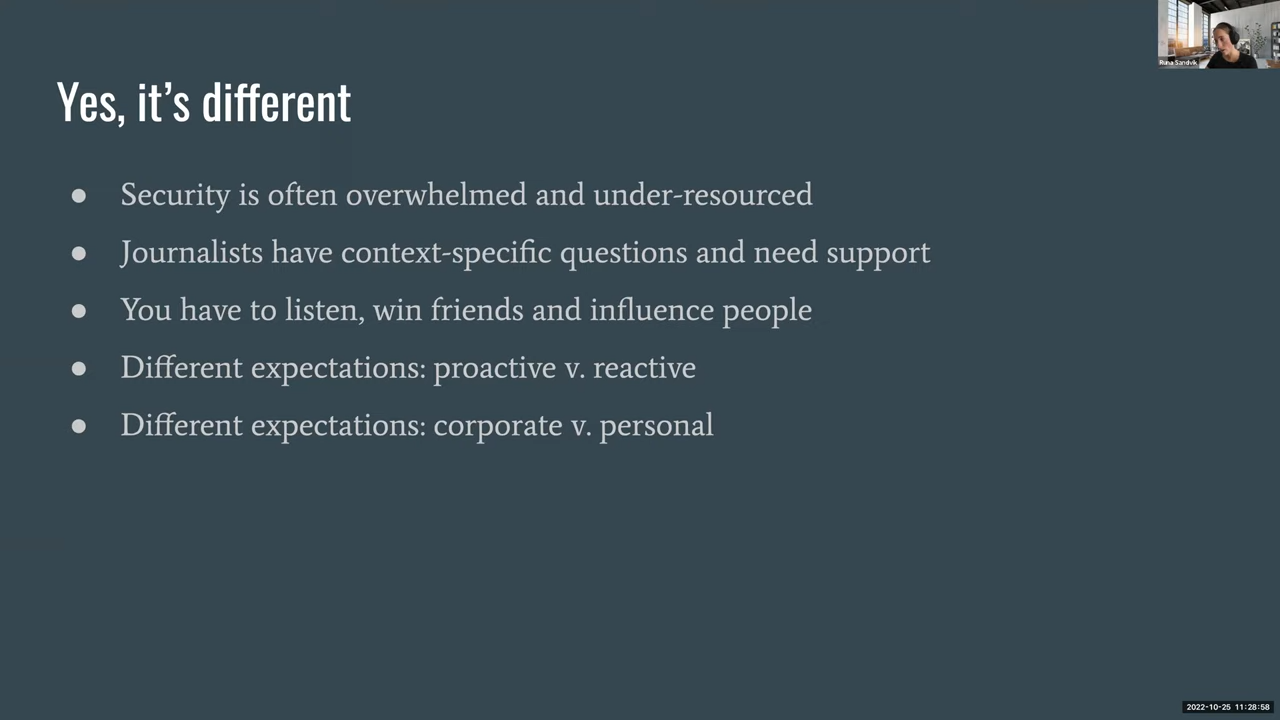 Runa Sandvik
Yes, it’s different
● Security is often overwhelmed and under-resourced
● Journalists have context-specific questions and need support
● You have to listen, win friends and influence people
● Different expectations: proactive v. reactive
● Different expectations: corporate v. personal
2022-10-25 11:28:58